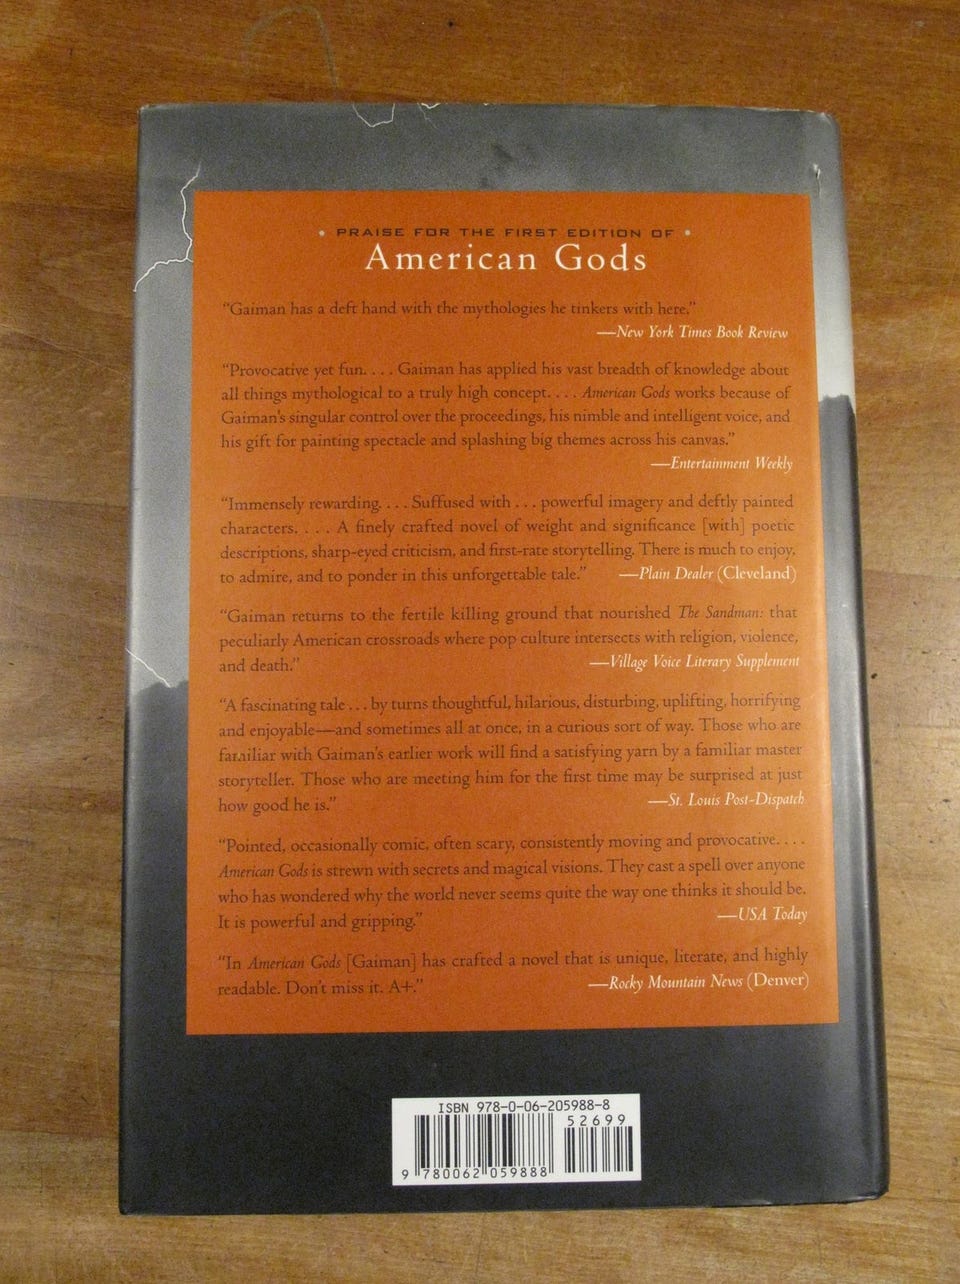 • PRAISE FOR THE FIRST EDITION OF •
American Gods
“Gaiman has a deft hand with the mythologies he tinkers with here.”
—New York Times Book Review
“Provocative yet fun. . . . Gaiman has applied his vast breadth of knowledge about
all things mythological to a truly high concept. . . . American Gods works because of
Gaiman's singular control over the proceedings, his nimble and intelligent voice, and
his gift for painting spectacle and splashing big themes across his canvas.”
—Entertainment Weekly
“Immensely rewarding. . . . Suffused with . . . powerful imagery and deftly painted
characters. . . . A finely crafted novel of weight and significance [with] poetic
descriptions, sharp-eyed criticism, and first-rate storytelling. There is much to enjoy,
to admire, and to ponder in this unforgettable tale.” —Plain Dealer (Cleveland)
“Gaiman returns to the fertile killing ground that nourished The Sandman: that
peculiarly American crossroads where pop culture intersects with religion, violence,
and death.” —Village Voice Literary Supplement
“A fascinating tale . . . by turns thoughtful, hilarious, disturbing, uplifting, horrifying
and enjoyable—and sometimes all at once, in a curious sort of way. Those who are
familiar with Gaiman's earlier work will find a satisfying yarn by a familiar master
storyteller. Those who are meeting him for the first time may be surprised at just
how good he is.” —St. Louis Post-Dispatch
“Pointed, occasionally comic, often scary, consistently moving and provocative. . . .
American Gods is strewn with secrets and magical visions. They cast a spell over anyone
who has wondered why the world never seems quite the way one thinks it should be.
It is powerful and gripping.” —USA Today
“In American Gods [Gaiman] has crafted a novel that is unique, literate, and highly
readable. Don't miss it. A+.” —Rocky Mountain News (Denver)
ISBN 978-0-06-205988-8
52699
9 780062 059888